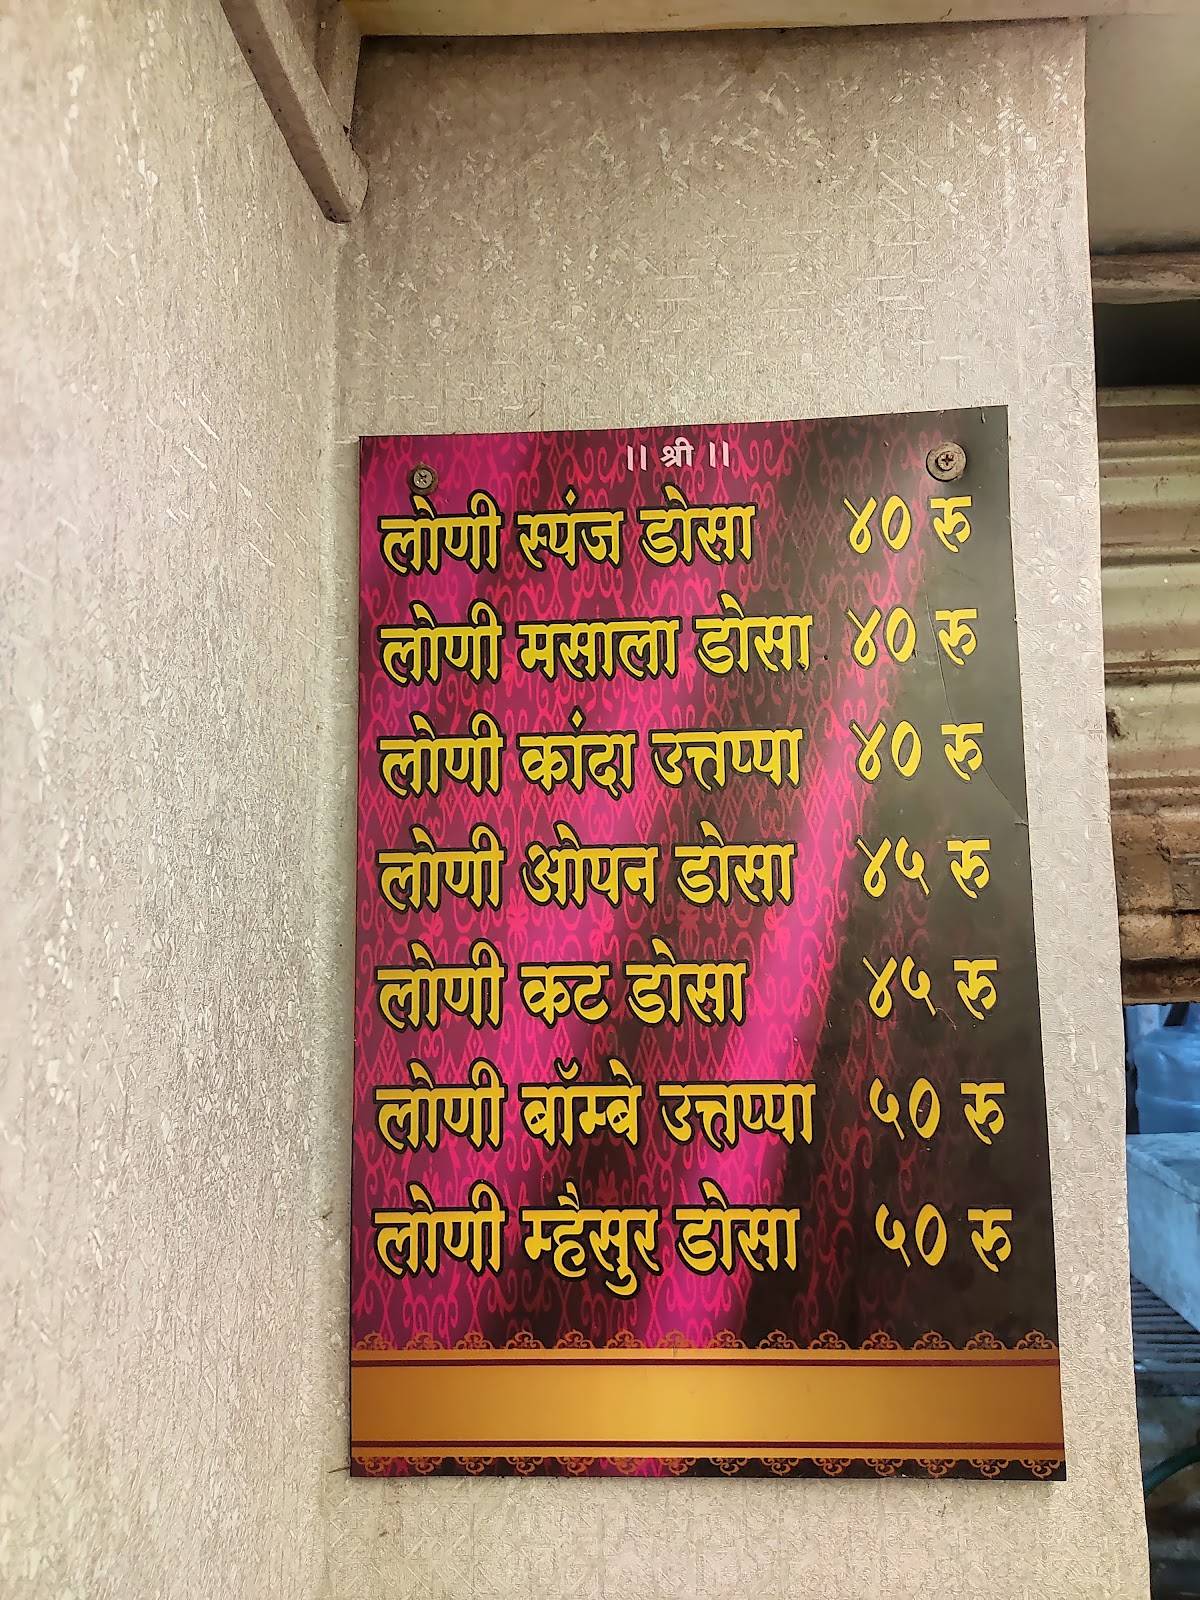 ।। श्री ।।
लोणी स्पंज डोसा ४० रु
लोणी मसाला डोसा ४० रु
लोणी कांदा उत्तप्पा ४० रु
लोणी ओपन डोसा ४५ रु
लोणी कट डोसा ४५ रु
लोणी बॉम्बे उत्तप्पा ५० रु
लोणी म्हैसुर डोसा ५० रु